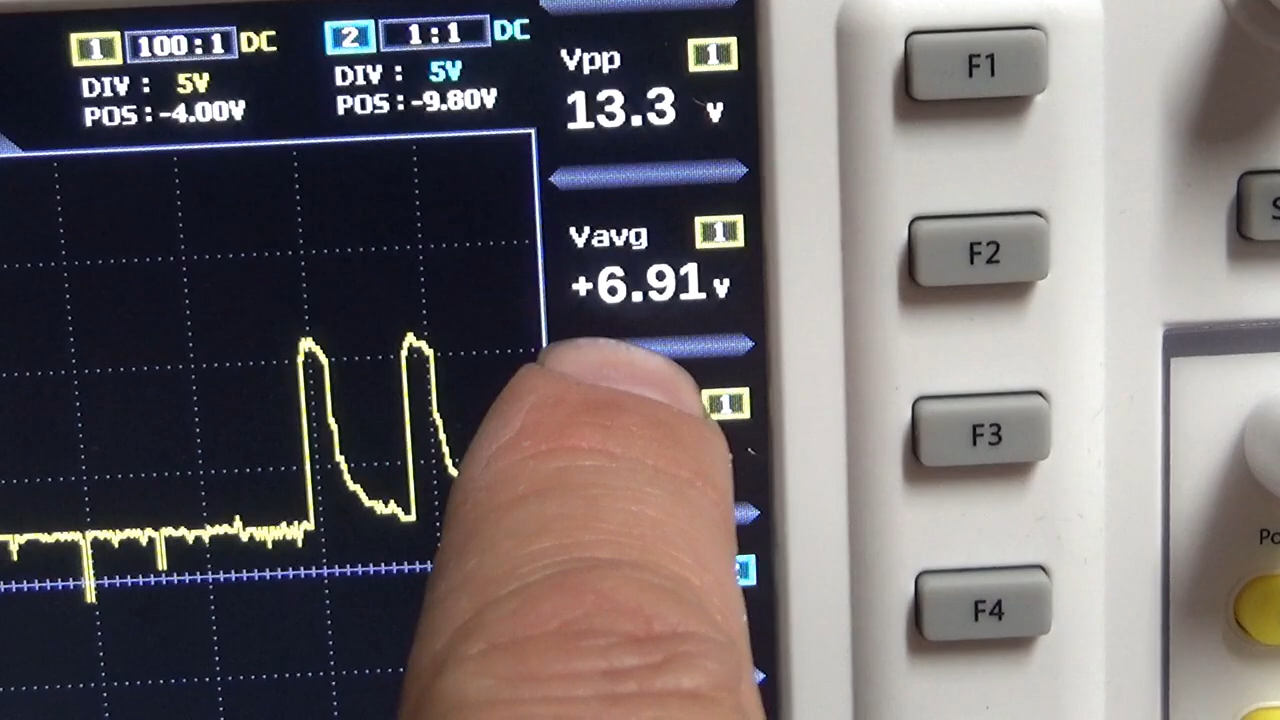 1 100:1 DC
DIV : 5V
POS:-4.00V
2 1:1 DC
DIV : 5V
POS:-9.80V
Vpp 1
13.3 V
Vavg 1
+6.91V
1
F1
F2
F3
F4